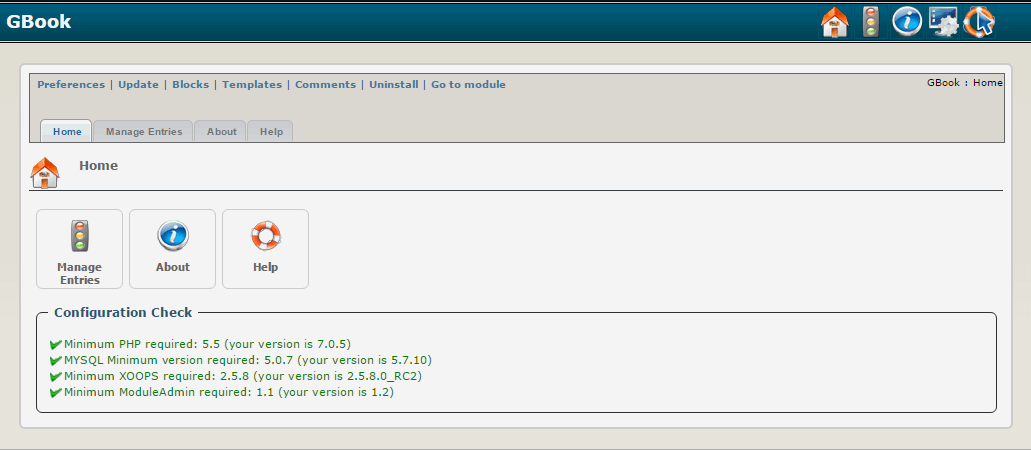 GBook
Preferences | Update | Blocks | Templates | Comments | Uninstall | Go to module
GBook : Home
Home
Manage Entries
About
Help
Home
Manage
Entries
About
Help
Configuration Check
Minimum PHP required: 5.5 (your version is 7.0.5)
MYSQL Minimum version required: 5.0.7 (your version is 5.7.10)
Minimum XOOPS required: 2.5.8 (your version is 2.5.8.0_RC2)
Minimum ModuleAdmin required: 1.1 (your version is 1.2)